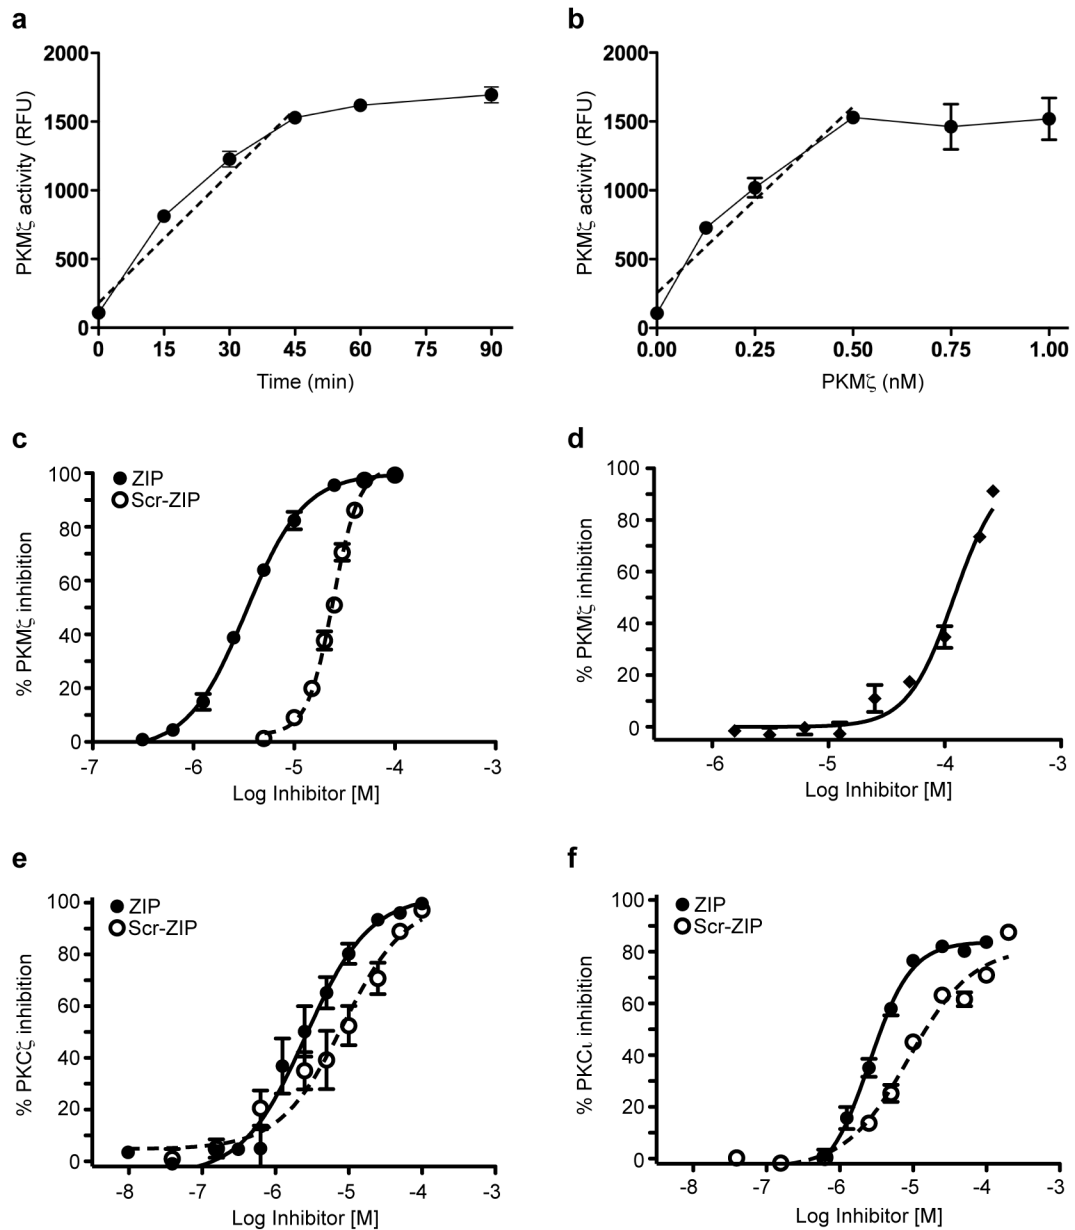 a
2000
1500
1000
500
0
PKMζ activity (RFU)
0 15 30 45 60 75 90
Time (min)
b
2000
1500
1000
500
0
PKMζ activity (RFU)
0.00 0.25 0.50 0.75 1.00
PKMζ (nM)
c
ZIP
Scr-ZIP
100
80
60
40
20
0
% PKMζ inhibition
-7 -6 -5 -4 -3
Log Inhibitor [M]
d
100
80
60
40
20
0
% PKMζ inhibition
-6 -5 -4 -3
Log Inhibitor [M]
e
ZIP
Scr-ZIP
100
80
60
40
20
0
% PKCζ inhibition
-8 -7 -6 -5 -4 -3
Log Inhibitor [M]
f
ZIP
Scr-ZIP
100
80
60
40
20
0
% PKCι inhibition
-8 -7 -6 -5 -4 -3
Log Inhibitor [M]